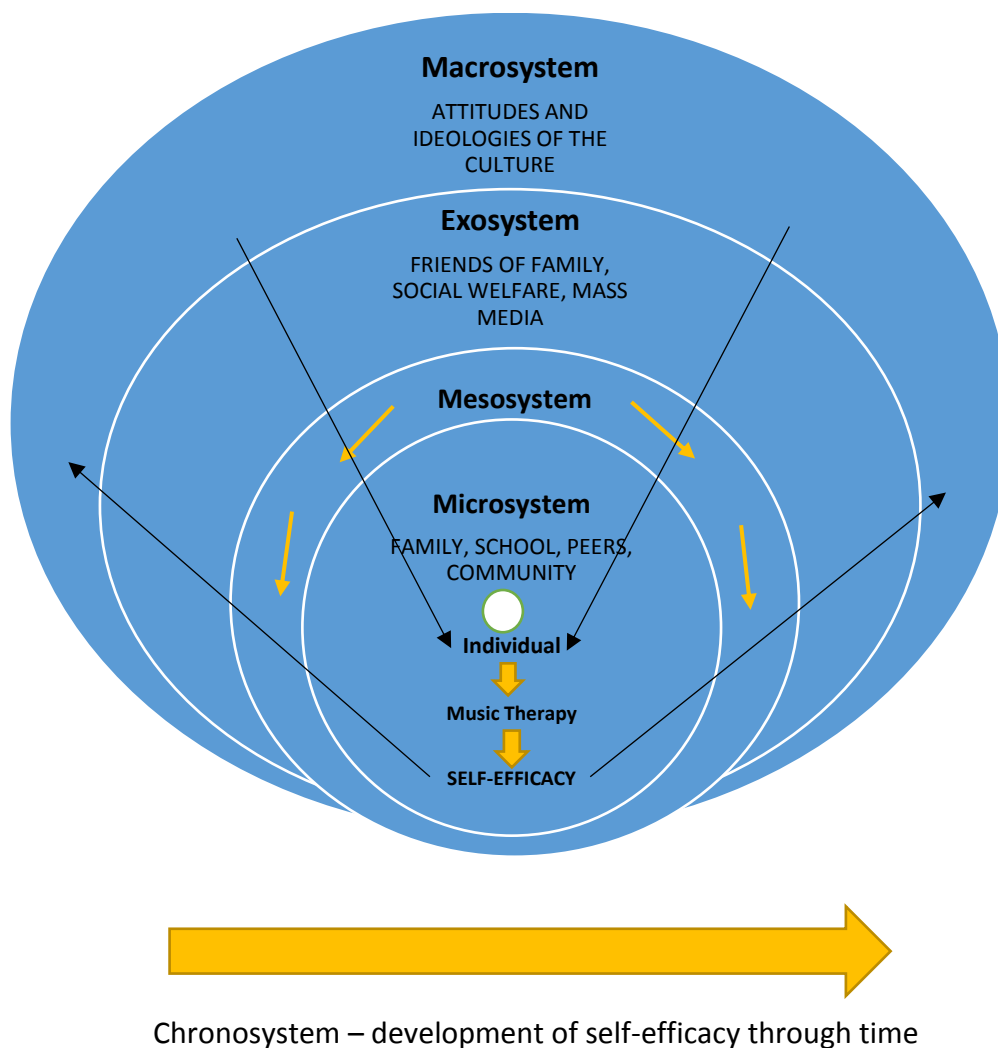 Macrosystem
ATTITUDES AND
IDEOLOGIES OF THE
CULTURE
Exosystem
FRIENDS OF FAMILY,
SOCIAL WELFARE, MASS
MEDIA
Mesosystem
Microsystem
FAMILY, SCHOOL, PEERS,
COMMUNITY
Individual
Music Therapy
SELF-EFFICACY
Chronosystem – development of self-efficacy through time